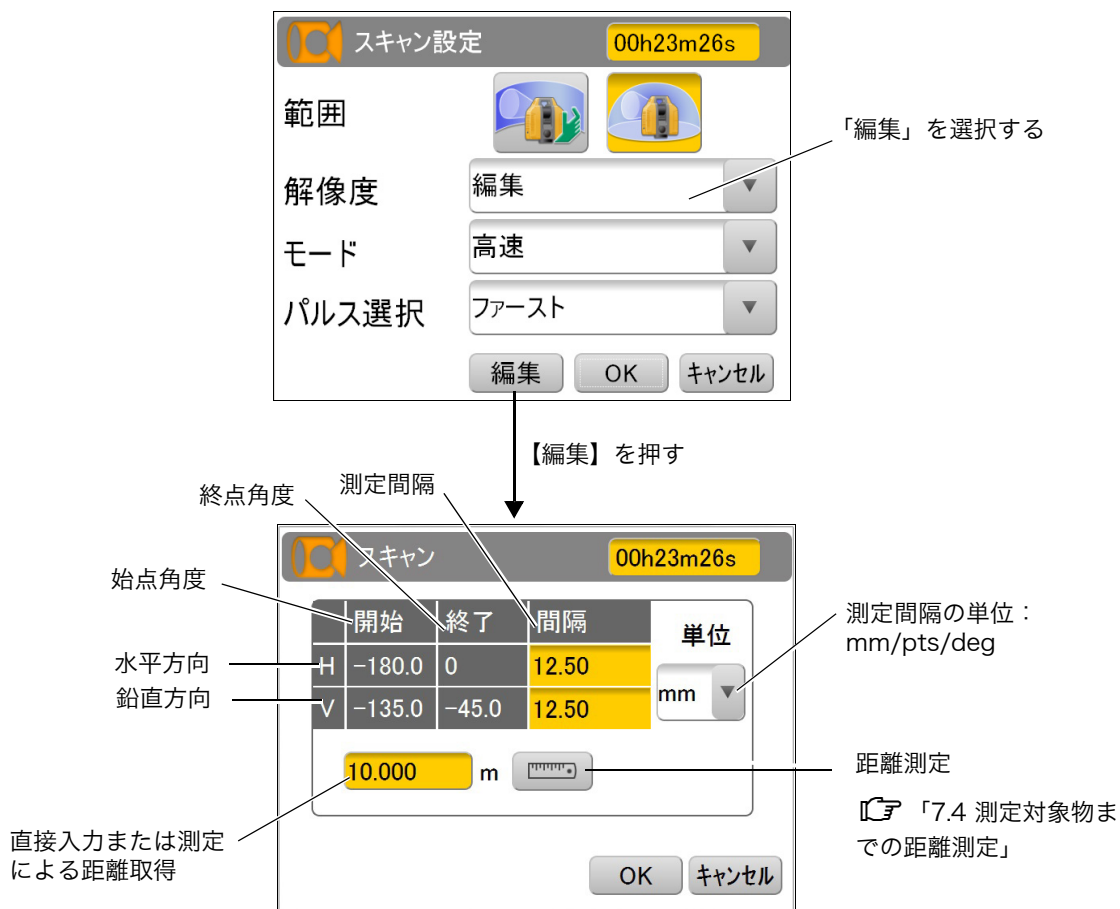 スキャン設定
00h23m26s
範囲
「編集」を選択する
解像度
編集
モード
高速
パルス選択
ファースト
編集
OK
キャンセル
【編集】を押す
測定間隔
終点角度
始点角度
スキャン
00h23m26s
開始 終了 間隔
単位
測定間隔の単位：
mm/pts/deg
水平方向
H -180.0 0 12.50
mm
鉛直方向
V -135.0 -45.0 12.50
10.000 m
距離測定
「7.4 測定対象物ま
での距離測定」
直接入力または測定
による距離取得
OK
キャンセル